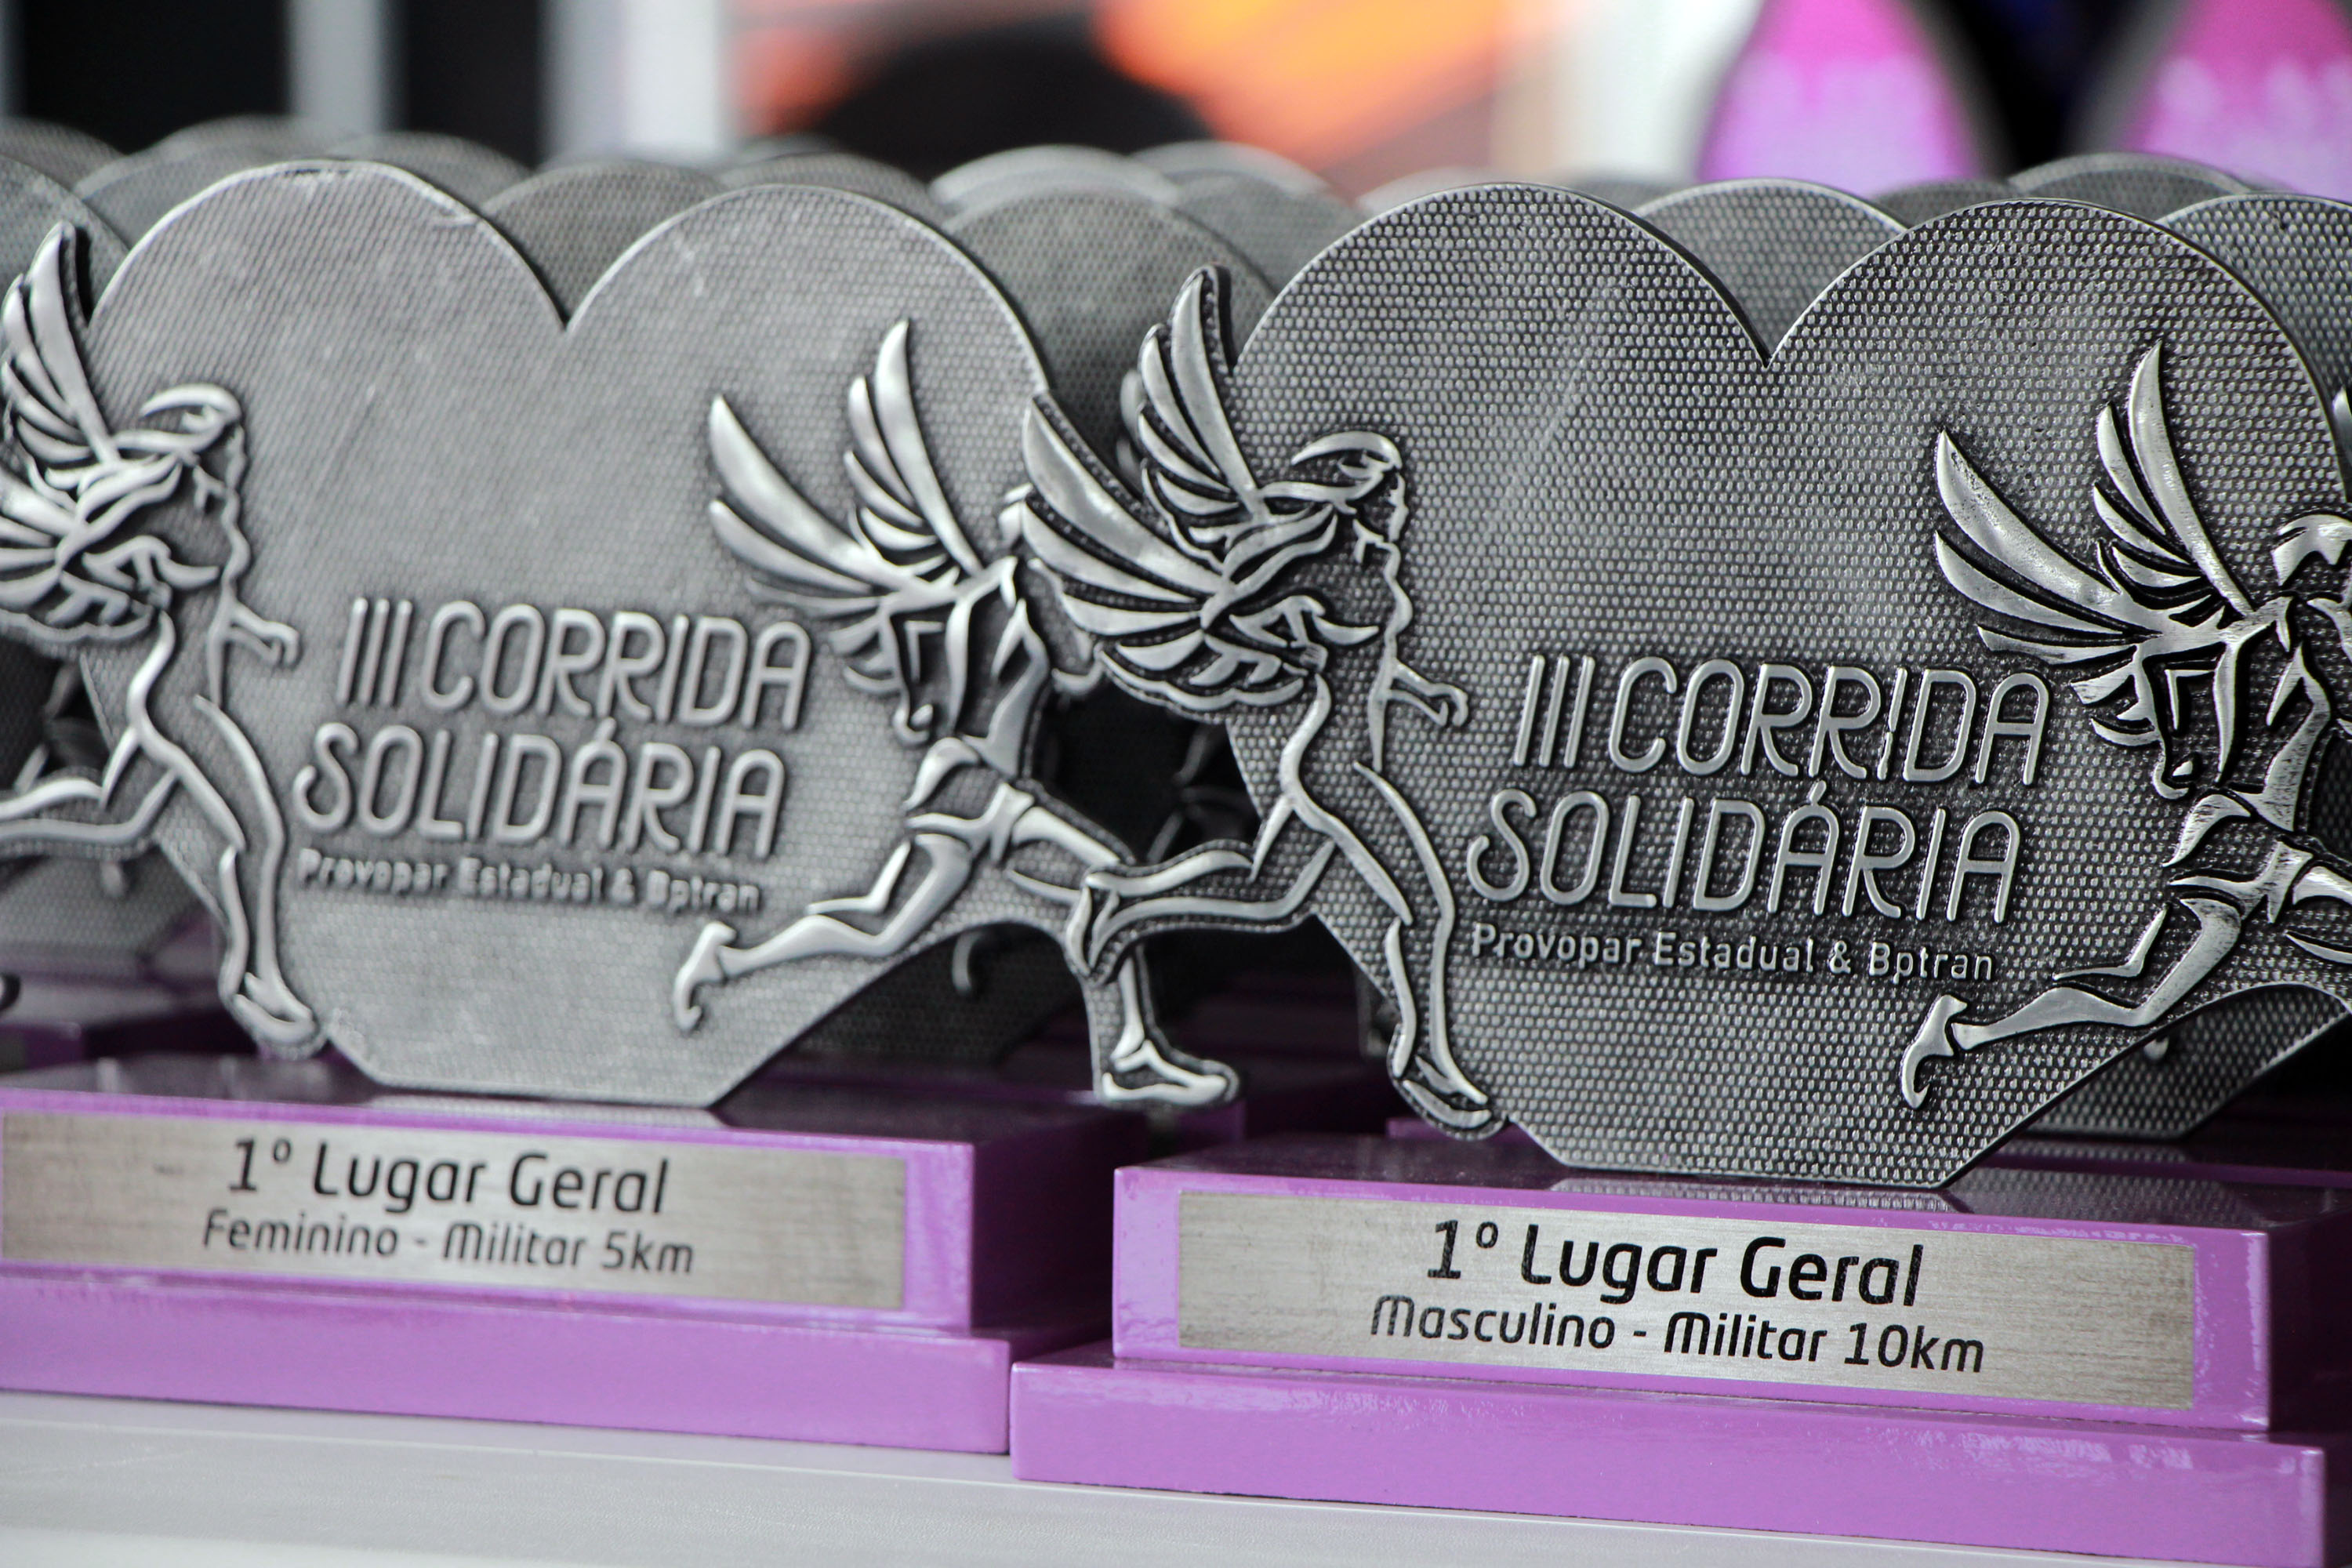 III CORRIDA
SOLIDÁRIA
Provopar Estadual & Bptran
1º Lugar Geral
Feminino - Militar 5km
III CORRIDA
SOLIDÁRIA
Provopar Estadual & Bptran
1º Lugar Geral
Masculino - Militar 10km